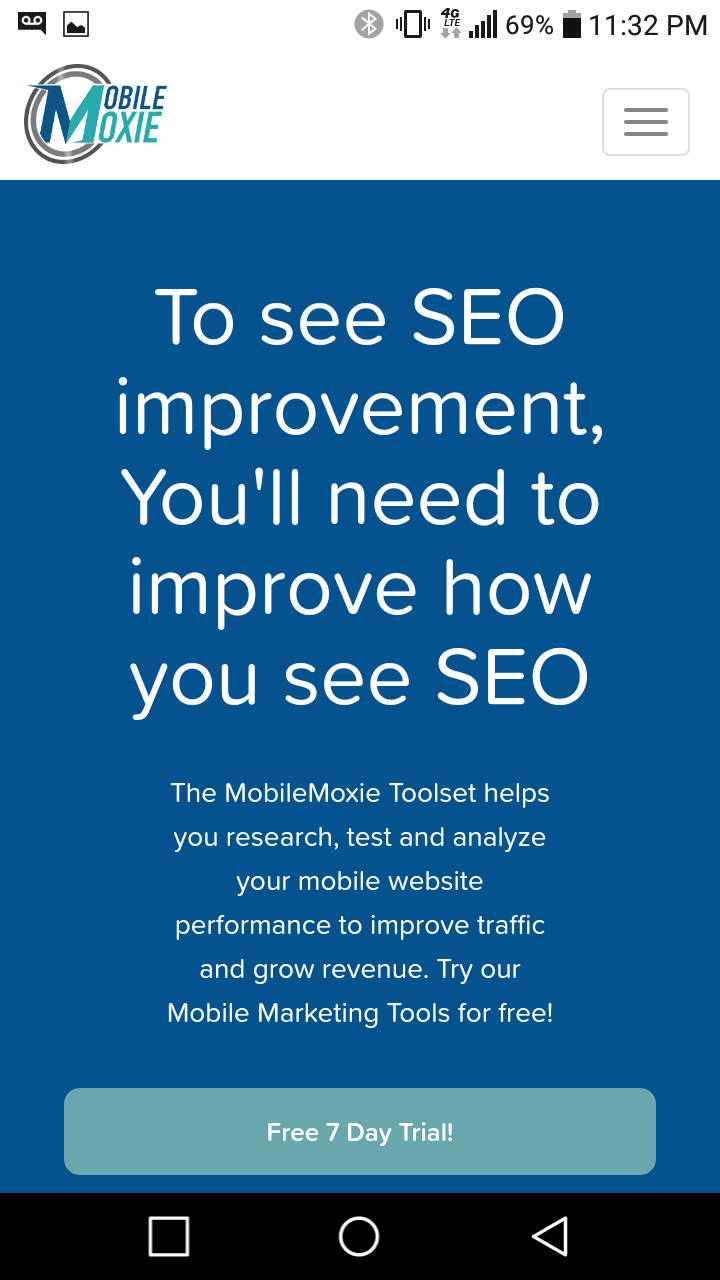 4G
LTE
69%
11:32 PM
MOBILE
MOXIE
To see SEO
improvement,
You'll need to
improve how
you see SEO
The MobileMoxie Toolset helps
you research, test and analyze
your mobile website
performance to improve traffic
and grow revenue. Try our
Mobile Marketing Tools for free!
Free 7 Day Trial!